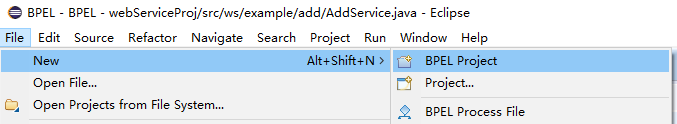 BPEL - BPEL - webServiceProj/src/ws/example/add/AddService.java - Eclipse
File Edit Source Refactor Navigate Search Project Run Window Help
New Alt+Shift+N > BPEL Project
Open File... Project...
Open Projects from File System... BPEL Process File